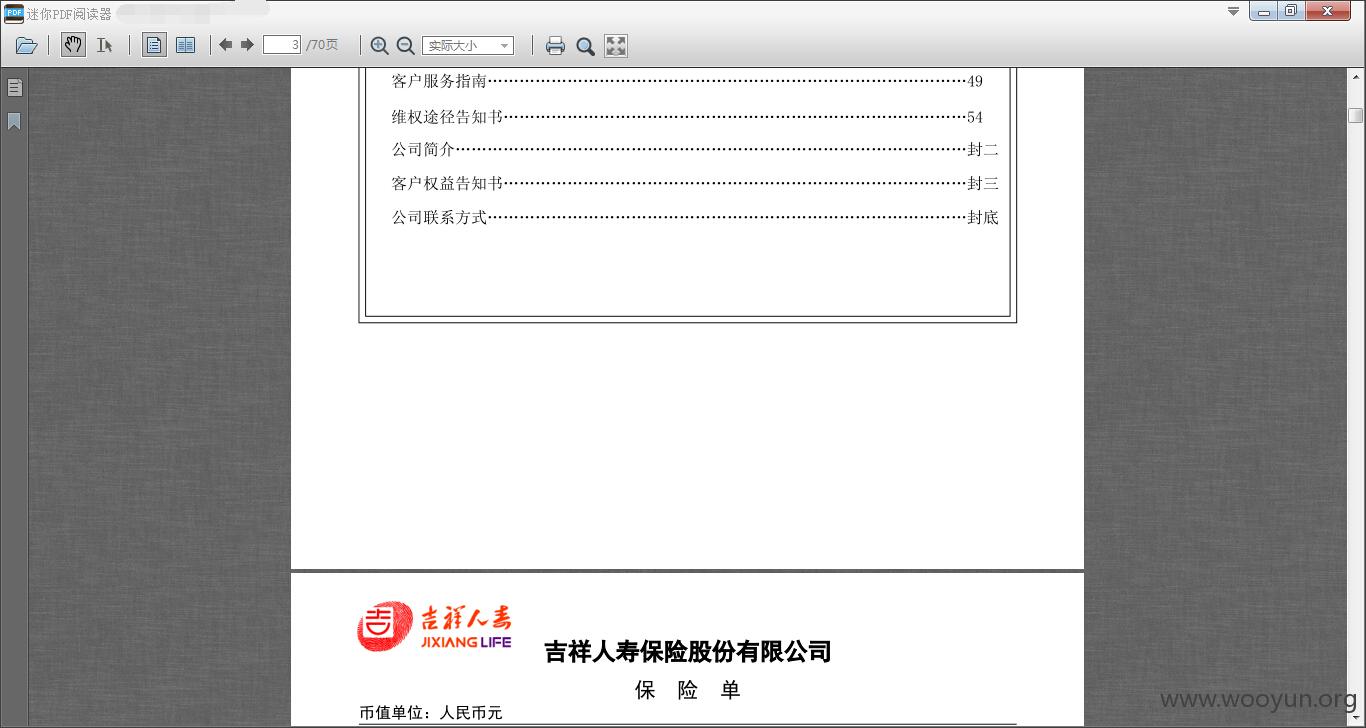 迷你PDF阅读器
3 /70页 实际大小
客户服务指南……………………………………………………………………………49
维权途径告知书…………………………………………………………………………54
公司简介…………………………………………………………………………………封二
客户权益告知书…………………………………………………………………………封三
公司联系方式……………………………………………………………………………封底
吉祥人寿
JIXIANG LIFE
吉祥人寿保险股份有限公司
保 险 单
币值单位：人民币元
www.wooyun.org